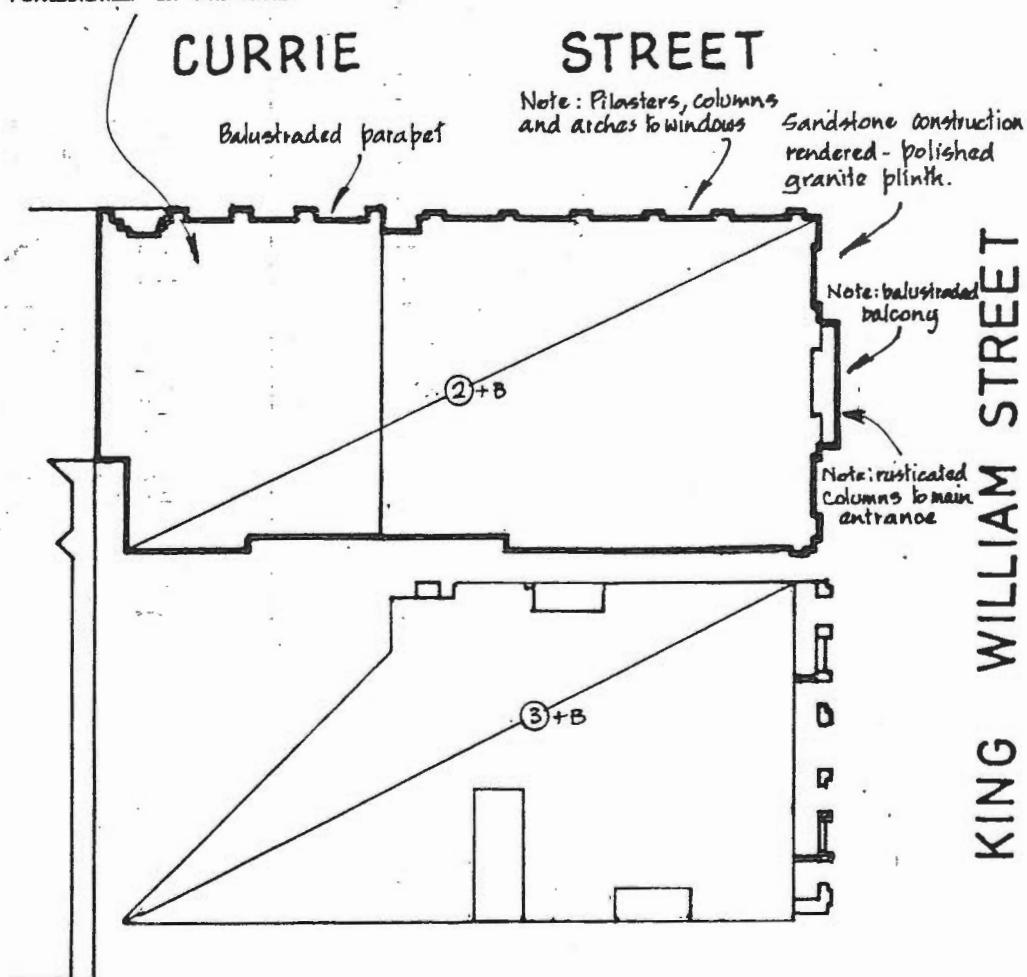 CURRIE STREET
Note: Pilasters, columns
and arches to windows
Balustraded parapet
Sandstone construction
rendered - polished
granite plinth.
Note: balustraded
balcony
2 + B
Note: rusticated
columns to main
entrance
3 + B
KING WILLIAM STREET